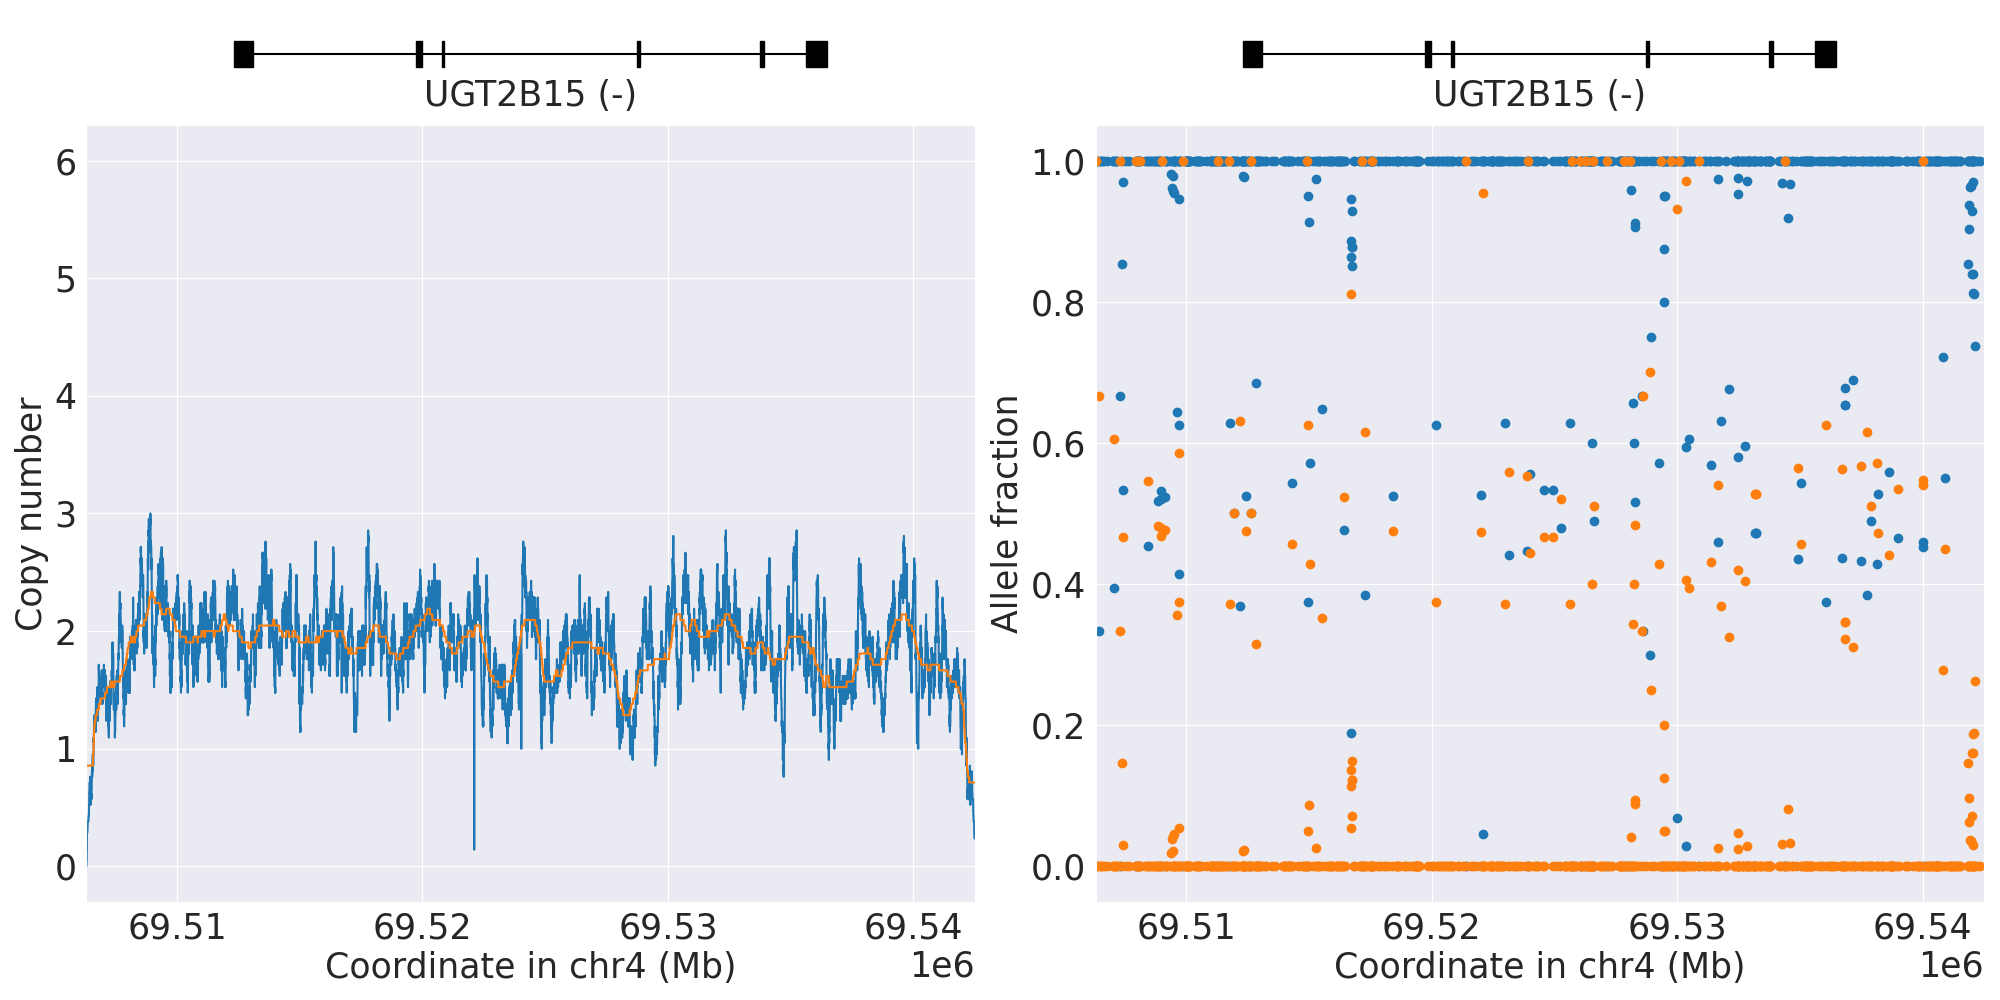 UGT2B15 (-)
6
5
4
3
2
1
0
Copy number
69.51 69.52 69.53 69.54
Coordinate in chr4 (Mb)
1e6
UGT2B15 (-)
1.0
0.8
0.6
0.4
0.2
0.0
Allele fraction
69.51 69.52 69.53 69.54
Coordinate in chr4 (Mb)
1e6